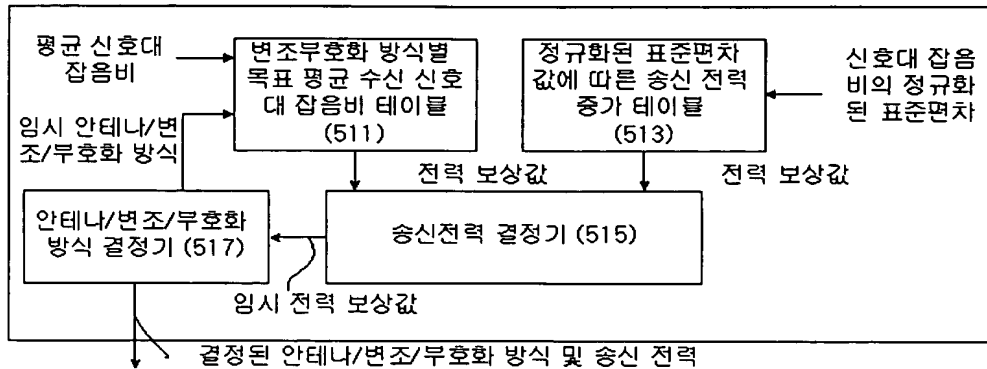 평균 신호대
잡음비
변조부호화 방식별
목표 평균 수신 신호
대 잡음비 테이블
(511)
정규화된 표준편차
값에 따른 송신 전력
증가 테이블
(513)
신호대 잡음
비의 정규화
된 표준편차
임시 안테나/변
조/부호화 방식
전력 보상값
전력 보상값
안테나/변조/부호화
방식 결정기 (517)
송신전력 결정기 (515)
임시 전력 보상값
결정된 안테나/변조/부호화 방식 및 송신 전력